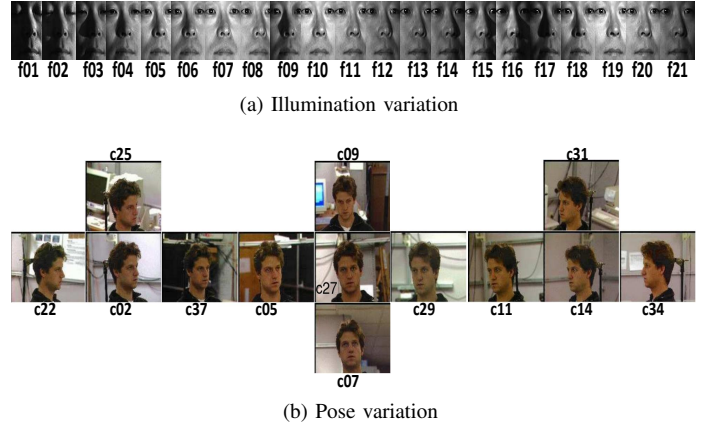 f01 f02 f03 f04 f05 f06 f07 f08 f09 f10 f11 f12 f13 f14 f15 f16 f17 f18 f19 f20 f21
(a) Illumination variation
c25 c09 c31
c27
c22 c02 c37 c05 c29 c11 c14 c34
c07
(b) Pose variation